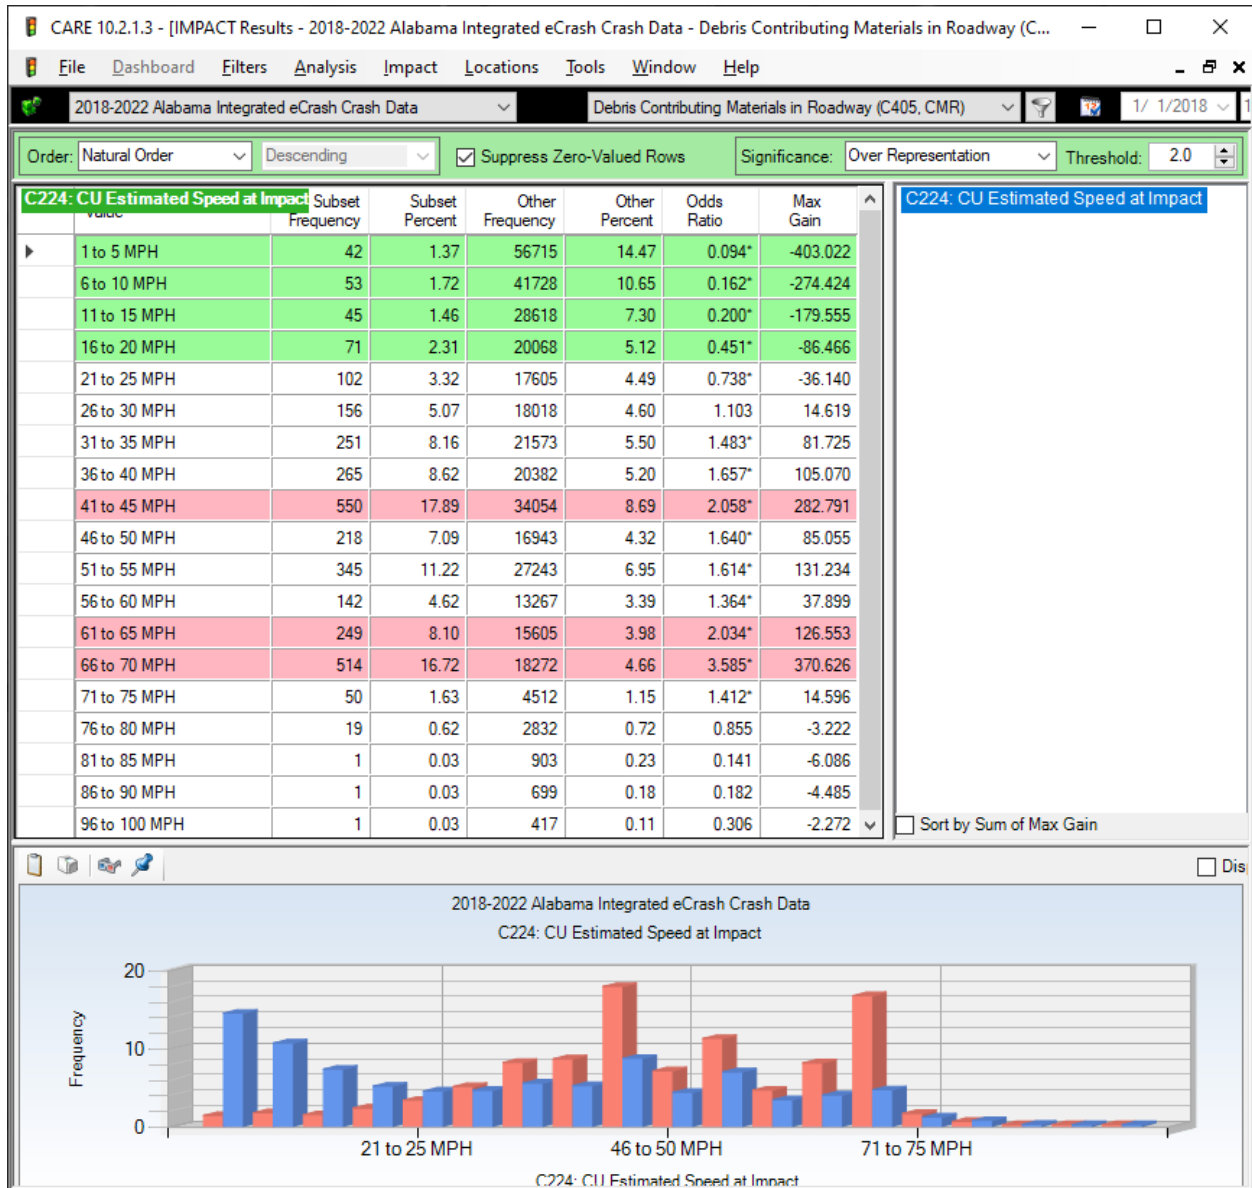 CARE 10.2.1.3 - [IMPACT Results - 2018-2022 Alabama Integrated eCrash Crash Data - Debris Contributing Materials in Roadway (C...
File Dashboard Filters Analysis Impact Locations Tools Window Help
2018-2022 Alabama Integrated eCrash Crash Data Debris Contributing Materials in Roadway (C405, CMR) 1/ 1/2018 1
Order: Natural Order Descending Suppress Zero-Valued Rows Significance: Over Representation Threshold: 2.0
C224: CU Estimated Speed at Impact Subset Frequency Subset Percent Other Frequency Other Percent Odds Ratio Max Gain C224: CU Estimated Speed at Impact
1 to 5 MPH 42 1.37 56715 14.47 0.094* -403.022
6 to 10 MPH 53 1.72 41728 10.65 0.162* -274.424
11 to 15 MPH 45 1.46 28618 7.30 0.200* -179.555
16 to 20 MPH 71 2.31 20068 5.12 0.451* -86.466
21 to 25 MPH 102 3.32 17605 4.49 0.738* -36.140
26 to 30 MPH 156 5.07 18018 4.60 1.103 14.619
31 to 35 MPH 251 8.16 21573 5.50 1.483* 81.725
36 to 40 MPH 265 8.62 20382 5.20 1.657* 105.070
41 to 45 MPH 550 17.89 34054 8.69 2.058* 282.791
46 to 50 MPH 218 7.09 16943 4.32 1.640* 85.055
51 to 55 MPH 345 11.22 27243 6.95 1.614* 131.234
56 to 60 MPH 142 4.62 13267 3.39 1.364* 37.899
61 to 65 MPH 249 8.10 15605 3.98 2.034* 126.553
66 to 70 MPH 514 16.72 18272 4.66 3.585* 370.626
71 to 75 MPH 50 1.63 4512 1.15 1.412* 14.596
76 to 80 MPH 19 0.62 2832 0.72 0.855 -3.222
81 to 85 MPH 1 0.03 903 0.23 0.141 -6.086
86 to 90 MPH 1 0.03 699 0.18 0.182 -4.485
96 to 100 MPH 1 0.03 417 0.11 0.306 -2.272
Sort by Sum of Max Gain
Dis
2018-2022 Alabama Integrated eCrash Crash Data
C224: CU Estimated Speed at Impact
Frequency
20
10
0
21 to 25 MPH 46 to 50 MPH 71 to 75 MPH
C224: CU Estimated Speed at Impact